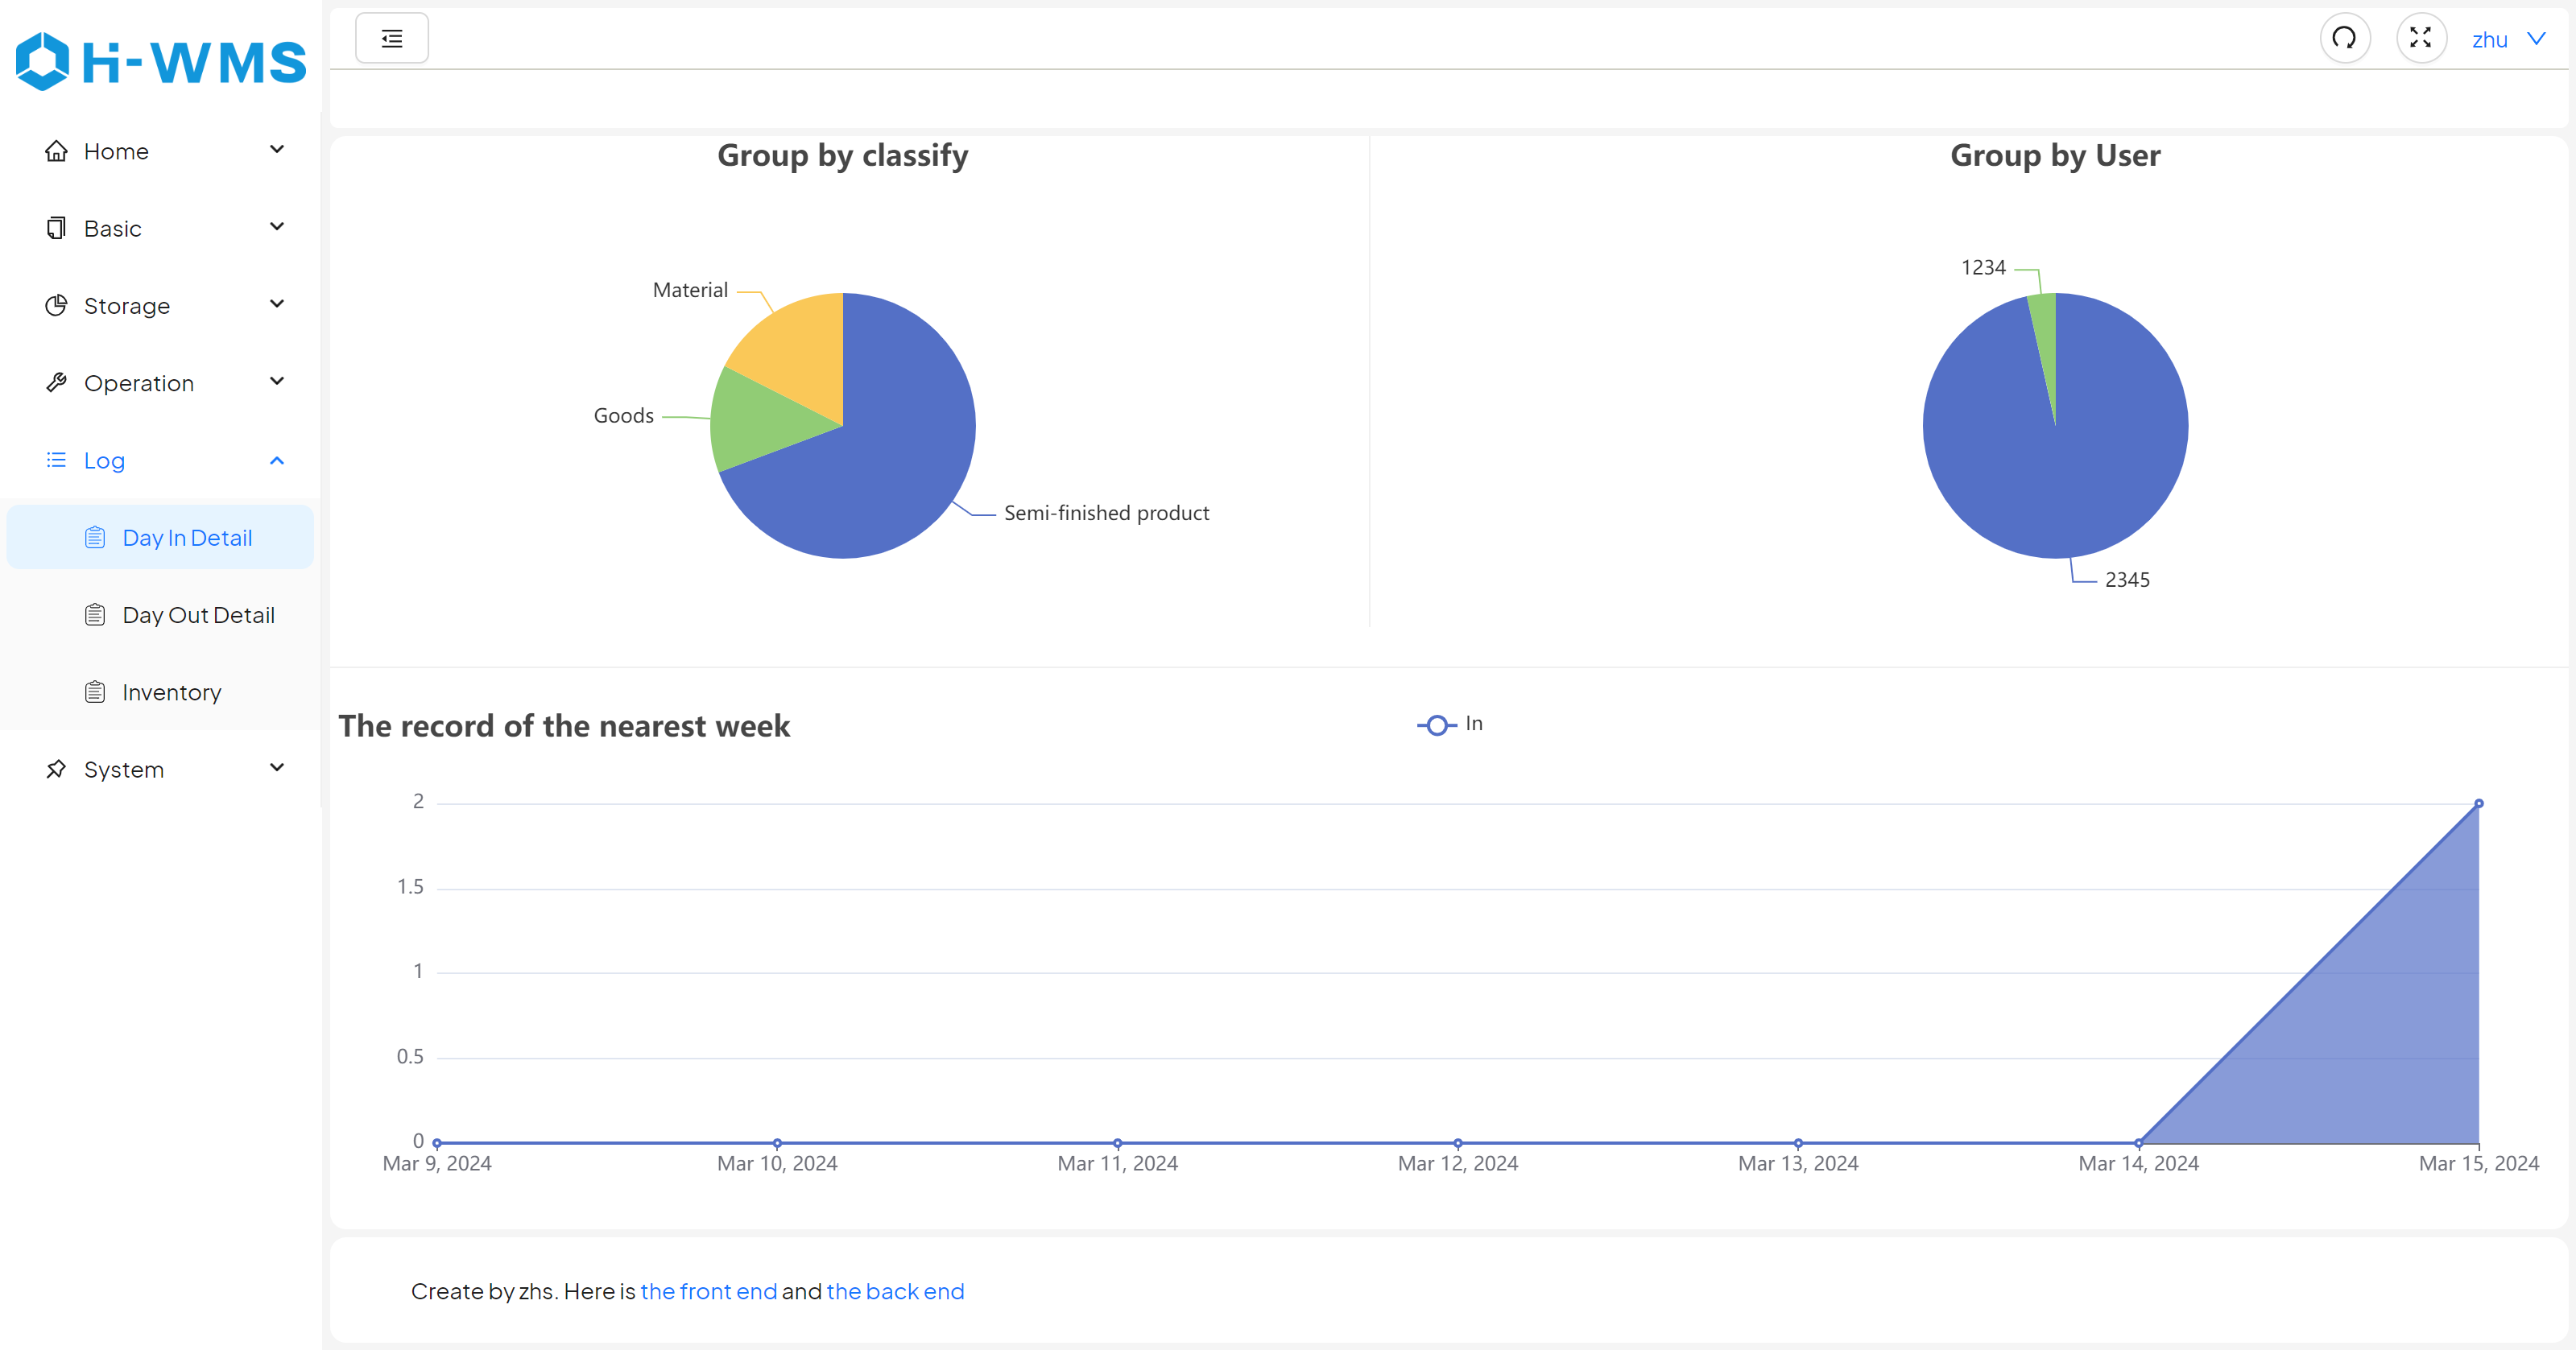 H-WMS
zhu
Home
Basic
Storage
Operation
Log
Day In Detail
Day Out Detail
Inventory
System
Group by classify
Material
Goods
Semi-finished product
Group by User
1234
2345
The record of the nearest week
In
2
1.5
1
0.5
0
Mar 9, 2024 Mar 10, 2024 Mar 11, 2024 Mar 12, 2024 Mar 13, 2024 Mar 14, 2024 Mar 15, 2024
Create by zhs. Here is the front end and the back end